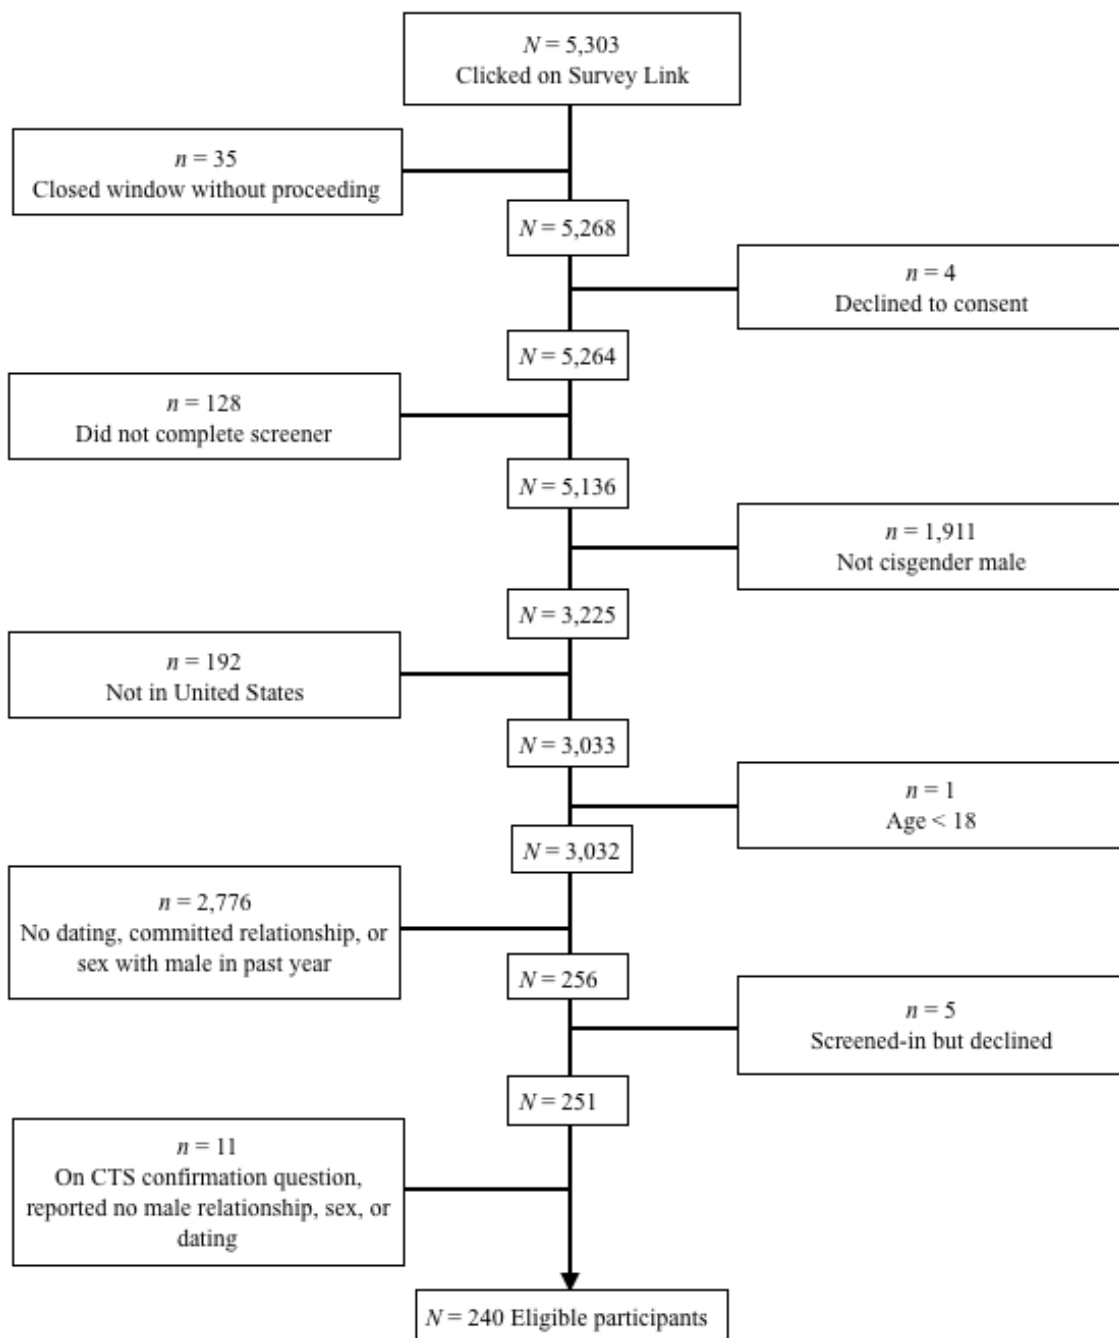 N = 5,303
Clicked on Survey Link
n = 35
Closed window without proceeding
N = 5,268
n = 4
Declined to consent
N = 5,264
n = 128
Did not complete screener
N = 5,136
n = 1,911
Not cisgender male
N = 3,225
n = 192
Not in United States
N = 3,033
n = 1
Age < 18
N = 3,032
n = 2,776
No dating, committed relationship, or
sex with male in past year
N = 256
n = 5
Screened-in but declined
N = 251
n = 11
On CTS confirmation question,
reported no male relationship, sex, or
dating
N = 240 Eligible participants